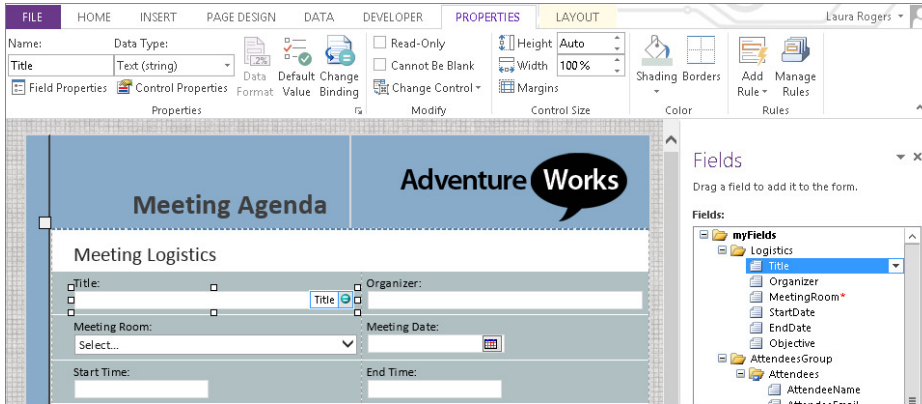 FILE HOME INSERT PAGE DESIGN DATA DEVELOPER PROPERTIES LAYOUT Laura Rogers
Name: Data Type: Read-Only Height Auto
Title Text (string) Cannot Be Blank Width 100%
Field Properties Control Properties Data Format Default Value Change Binding Change Control Margins Shading Borders Add Rule Manage Rules
Properties Modify Control Size Color Rules
Meeting Agenda
Adventure Works
Meeting Logistics
Title: Organizer:
Title
Meeting Room: Meeting Date:
Select...
Start Time: End Time:
Fields
Drag a field to add it to the form.
Fields:
myFields
Logistics
Title
Organizer
MeetingRoom*
StartDate
EndDate
Objective
AttendeesGroup
Attendees
AttendeeName
AttendeeEmail